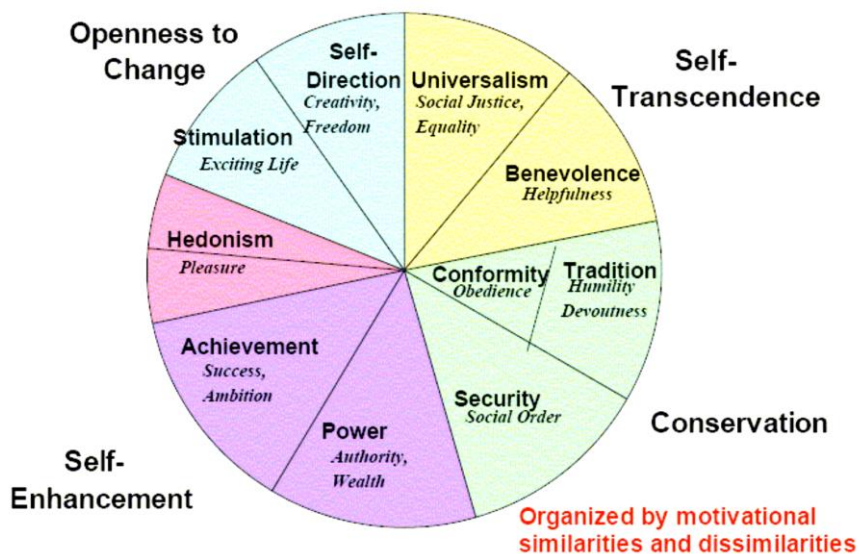 Openness to
Change
Self-
Direction
Creativity,
Freedom
Universalism
Social Justice,
Equality
Self-
Transcendence
Stimulation
Exciting Life
Benevolence
Helpfulness
Hedonism
Pleasure
Conformity
Obedience
Tradition
Humility
Devoutness
Achievement
Success,
Ambition
Security
Social Order
Conservation
Power
Authority,
Wealth
Self-
Enhancement
Organized by motivational
similarities and dissimilarities